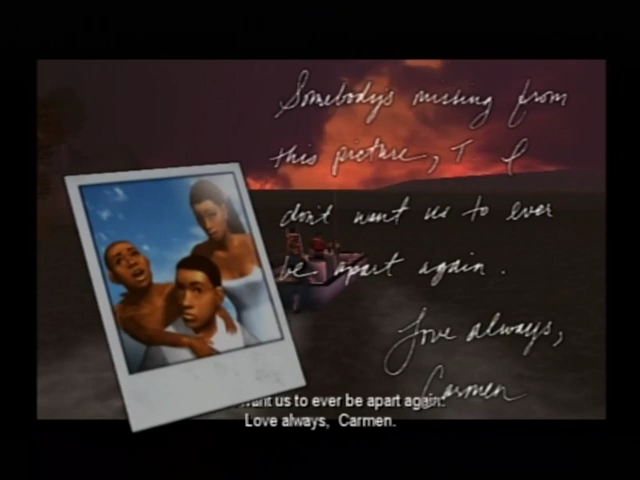 Somebody's missing from
this picture, T. I
don't want us to ever
be apart again.
Love always,
Carmen
want us to ever be apart again.
Love always, Carmen.